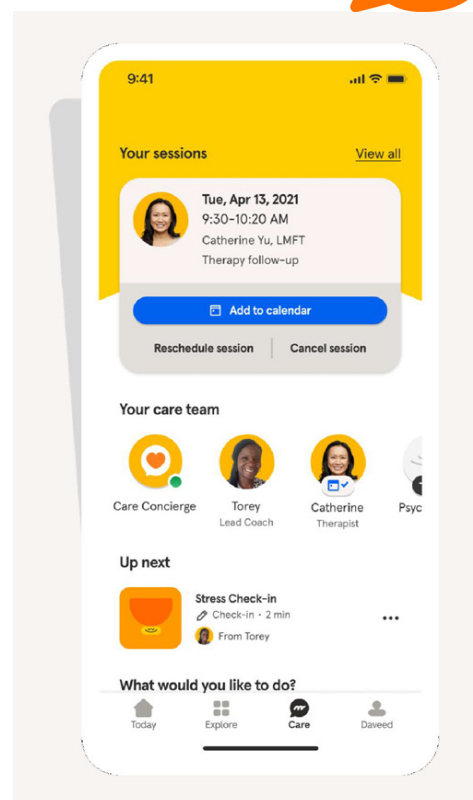 9:41
Your sessions
View all
Tue, Apr 13, 2021
9:30-10:20 AM
Catherine Yu, LMFT
Therapy follow-up
Add to calendar
Reschedule session
Cancel session
Your care team
Care Concierge
Torey
Lead Coach
Catherine
Therapist
Psyc
Up next
Stress Check-in
Check-in · 2 min
From Torey
What would you like to do?
Today
Explore
Care
Daveed